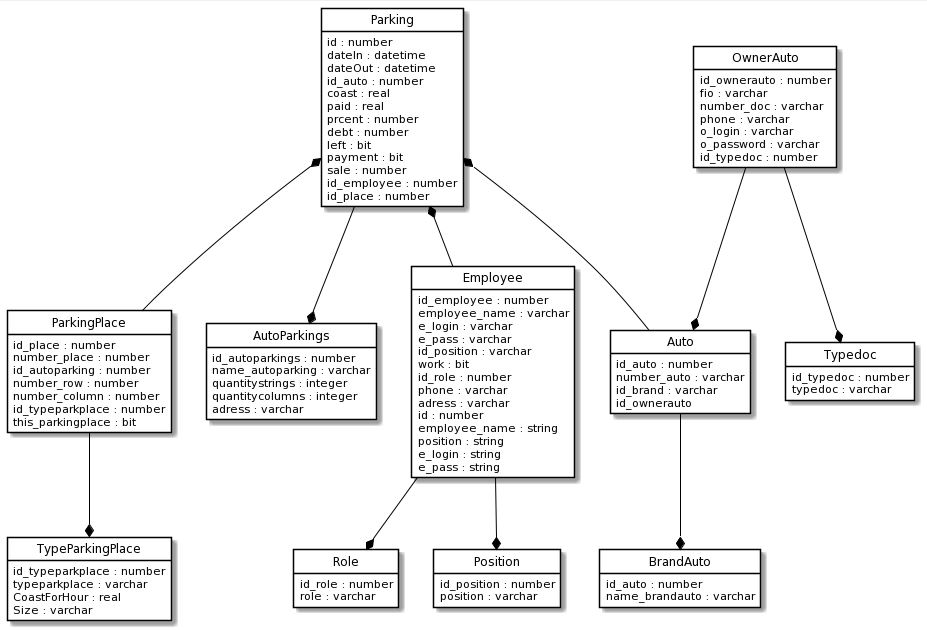 Parking
id : number
dateIn : datetime
dateOut : datetime
id_auto : number
coast : real
paid : real
prcent : number
debt : number
left : bit
payment : bit
sale : number
id_employee : number
id_place : number
OwnerAuto
id_ownerauto : number
fio : varchar
number_doc : varchar
phone : varchar
o_login : varchar
o_password : varchar
id_typedoc : number
ParkingPlace
id_place : number
number_place : number
id_autoparking : number
number_row : number
number_column : number
id_typeparkplace : number
this_parkingplace : bit
AutoParkings
id_autoparkings : number
name_autoparking : varchar
quantitystrings : integer
quantitycolumns : integer
adress : varchar
Employee
id_employee : number
employee_name : varchar
e_login : varchar
e_pass : varchar
id_position : varchar
work : bit
id_role : number
phone : varchar
adress : varchar
id : number
employee_name : string
position : string
e_login : string
e_pass : string
Auto
id_auto : number
number_auto : varchar
id_brand : varchar
id_ownerauto
Typedoc
id_typedoc : number
typedoc : varchar
TypeParkingPlace
id_typeparkplace : number
typeparkplace : varchar
CoastForHour : real
Size : varchar
Role
id_role : number
role : varchar
Position
id_position : number
position : varchar
BrandAuto
id_auto : number
name_brandauto : varchar